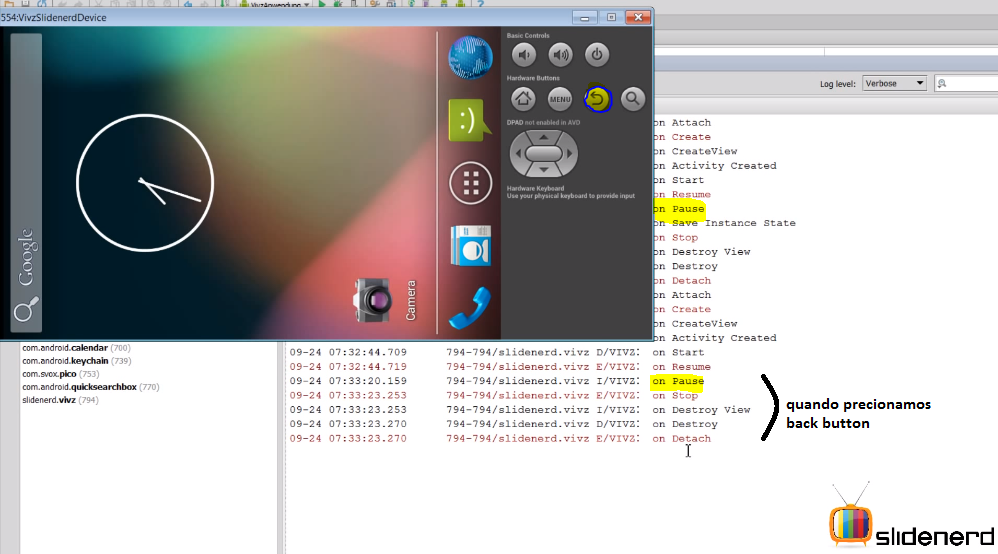 VivzAnwendung
554:VivzSlidenerdDevice
Google
Camera
Basic Controls
Hardware Buttons
MENU
DPAD not enabled in AVD
Hardware Keyboard
Use your physical keyboard to provide input
Log level: Verbose
on Attach
on Create
on CreateView
on Activity Created
on Start
on Resume
on Pause
on Save Instance State
on Stop
on Destroy View
on Destroy
on Detach
on Attach
on Create
on CreateView
on Activity Created
com.android.calendar (700)
com.android.keychain (739)
com.svox.pico (753)
com.android.quicksearchbox (770)
slidenerd.vivz (794)
09-24 07:32:44.709 794-794/slidenerd.vivz D/VIVZ: on Start
09-24 07:32:44.719 794-794/slidenerd.vivz E/VIVZ: on Resume
09-24 07:33:20.159 794-794/slidenerd.vivz I/VIVZ: on Pause
09-24 07:33:23.253 794-794/slidenerd.vivz E/VIVZ: on Stop
09-24 07:33:23.253 794-794/slidenerd.vivz I/VIVZ: on Destroy View
09-24 07:33:23.270 794-794/slidenerd.vivz D/VIVZ: on Destroy
09-24 07:33:23.270 794-794/slidenerd.vivz E/VIVZ: on Detach
quando precionamos
back button
slidenerd